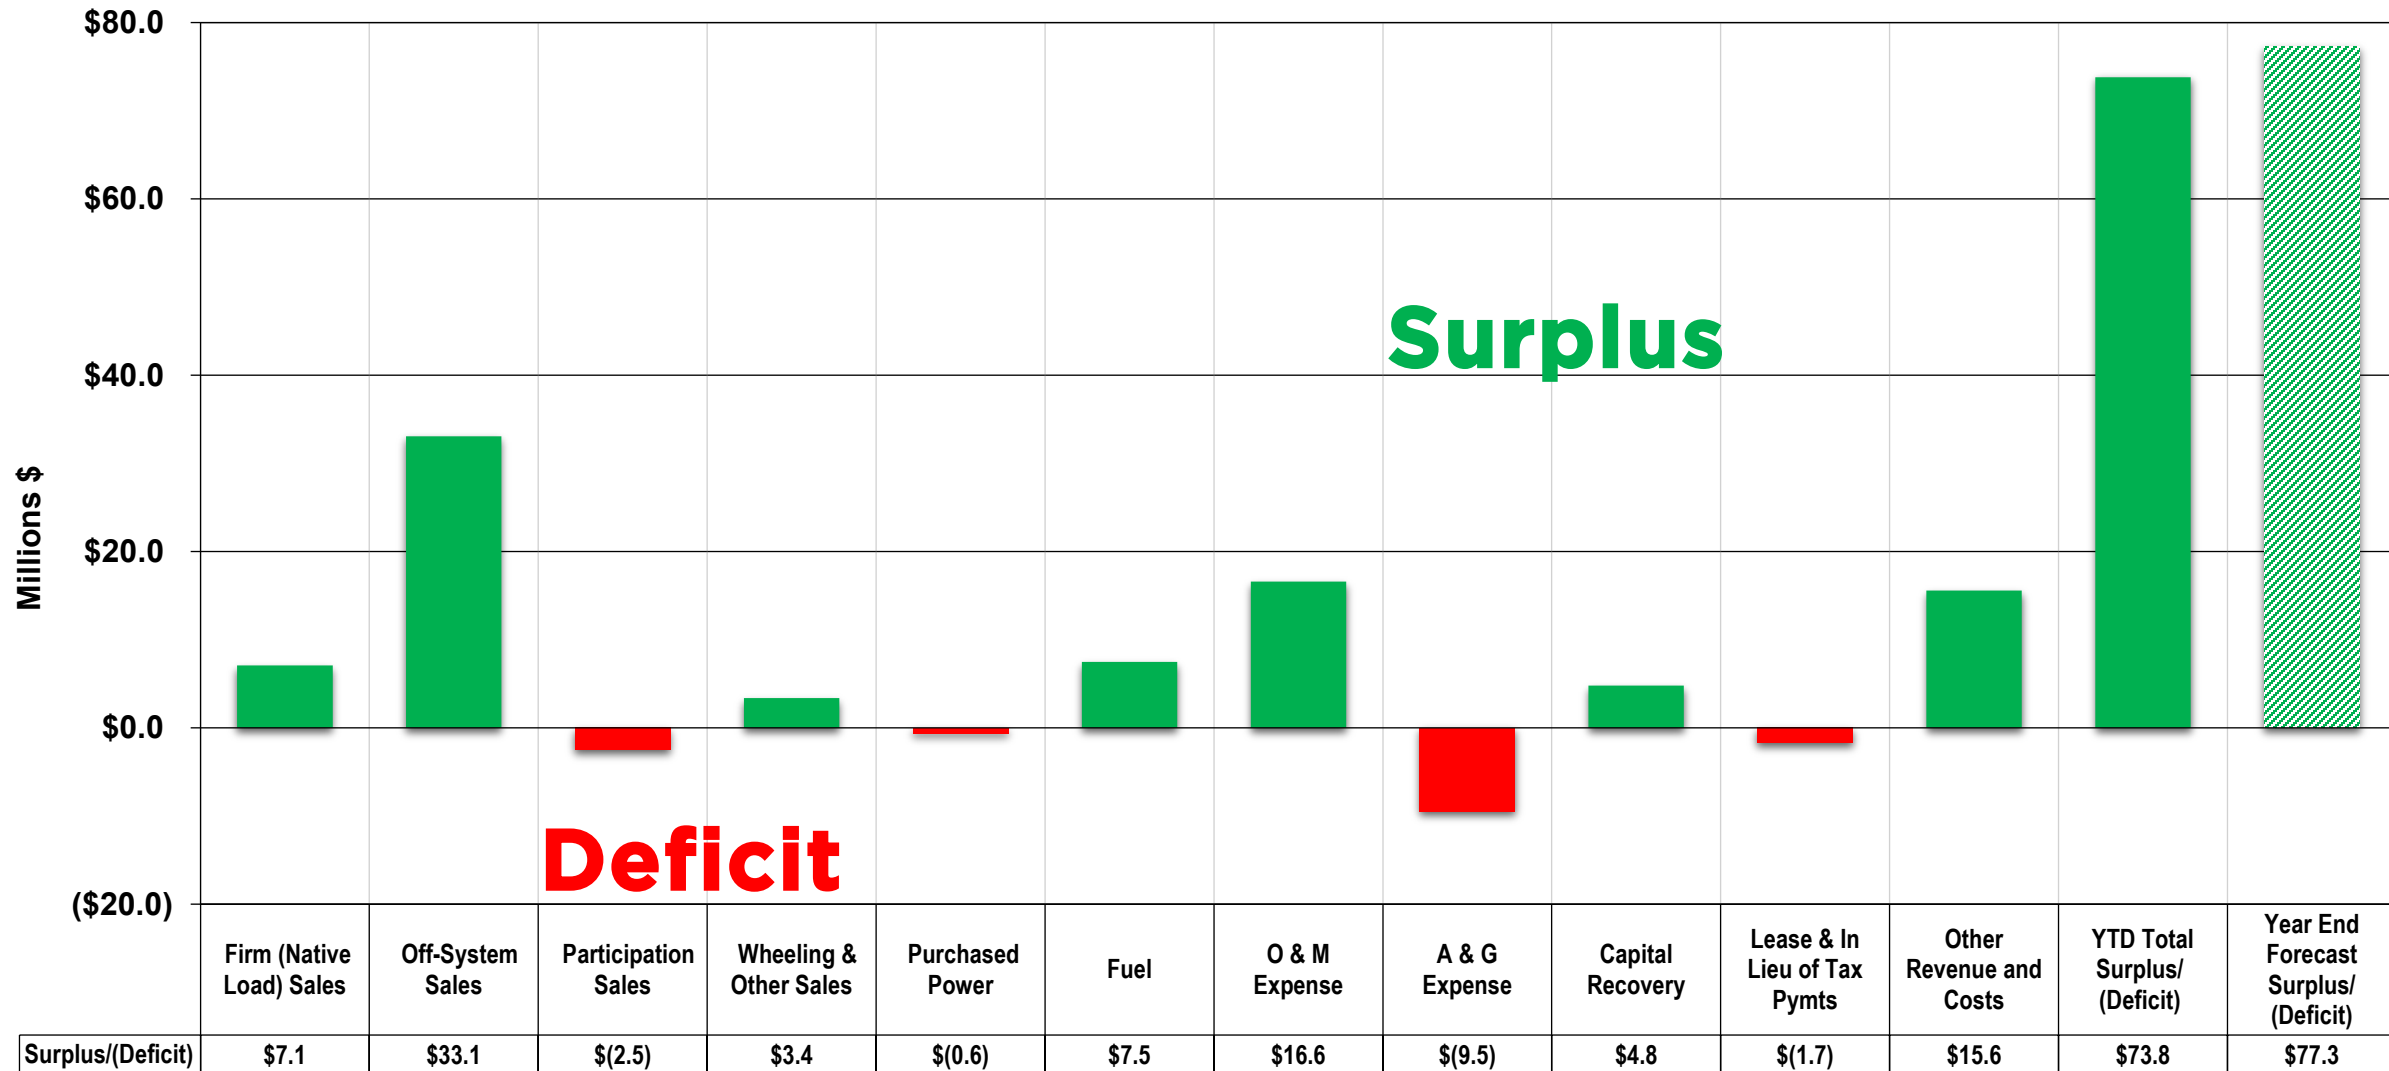 $80.0
$60.0
$40.0
$20.0
$0.0
($20.0)
Millions $
Surplus
Deficit
Firm (Native
Load) Sales
Off-System
Sales
Participation
Sales
Wheeling &
Other Sales
Purchased
Power
Fuel
O & M
Expense
A & G
Expense
Capital
Recovery
Lease & In
Lieu of Tax
Pymts
Other
Revenue and
Costs
YTD Total
Surplus/
(Deficit)
Year End
Forecast
Surplus/
(Deficit)
Surplus/(Deficit) $7.1 $33.1 $(2.5) $3.4 $(0.6) $7.5 $16.6 $(9.5) $4.8 $(1.7) $15.6 $73.8 $77.3